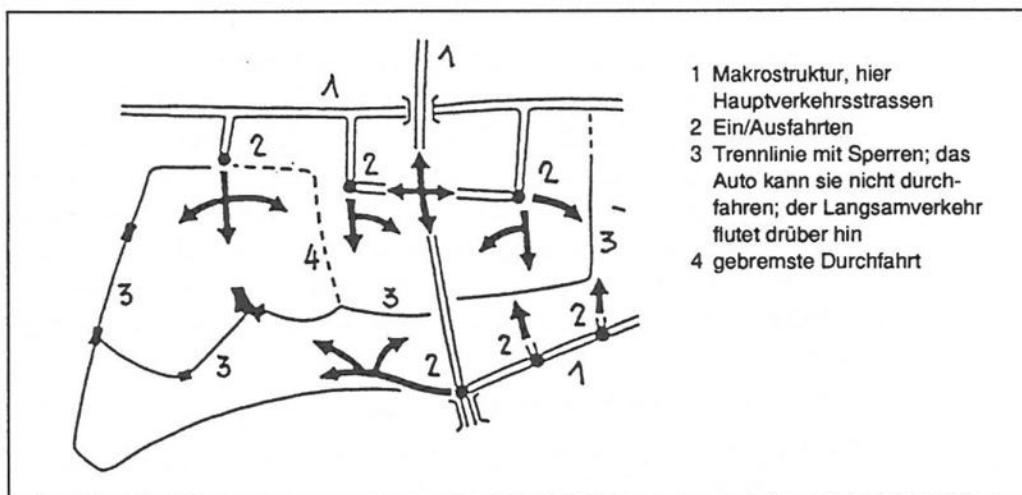 1
1
2
2
2
3
4
3
3
3
2
2
2
1
1 Makrostruktur, hier
Hauptverkehrsstrassen
2 Ein/Ausfahrten
3 Trennlinie mit Sperren; das
Auto kann sie nicht durch-
fahren; der Langsamverkehr
flutet drüber hin
4 gebremste Durchfahrt